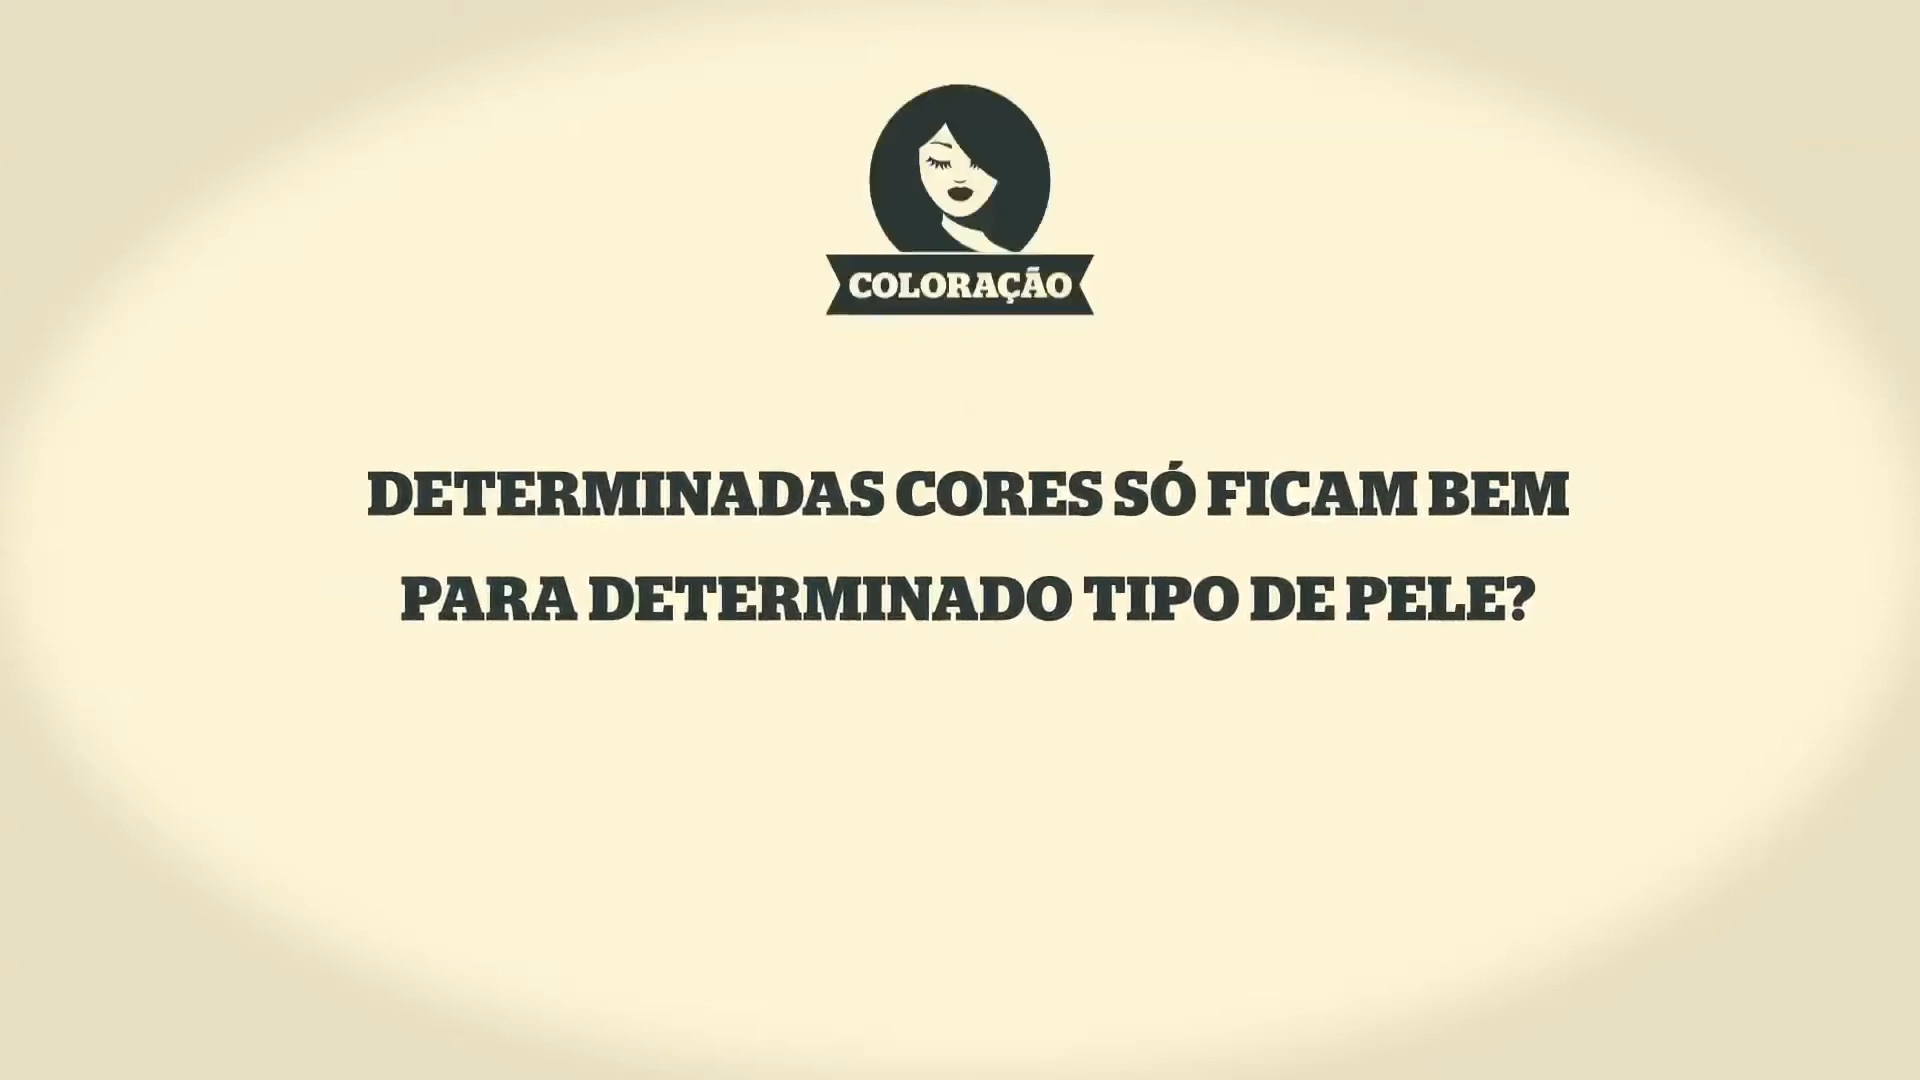 COLORAÇÃO
DETERMINADAS CORES SÓ FICAM BEM
PARA DETERMINADO TIPO DE PELE?